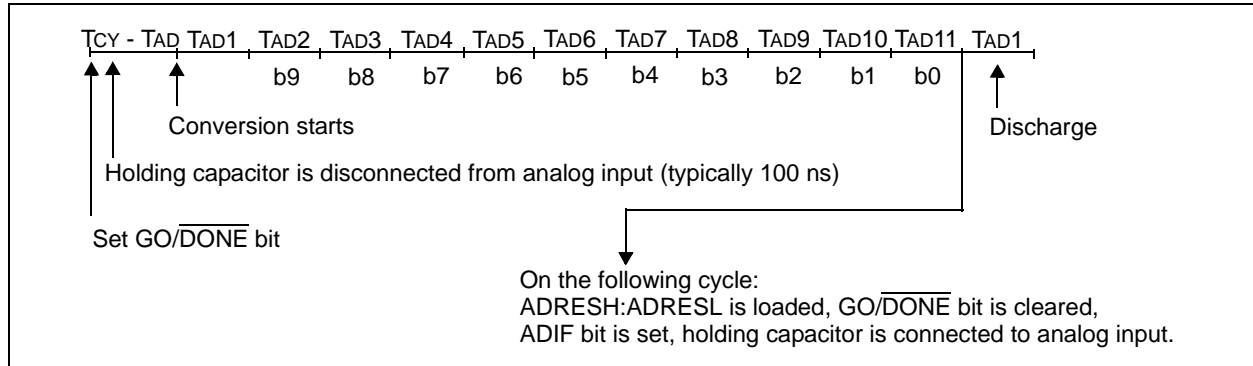 TCY - TAD TAD1 TAD2 TAD3 TAD4 TAD5 TAD6 TAD7 TAD8 TAD9 TAD10 TAD11 TAD1
b9 b8 b7 b6 b5 b4 b3 b2 b1 b0
Conversion starts
Discharge
Holding capacitor is disconnected from analog input (typically 100 ns)
Set GO/DONE bit
On the following cycle:
ADRESH:ADRESL is loaded, GO/DONE bit is cleared,
ADIF bit is set, holding capacitor is connected to analog input.